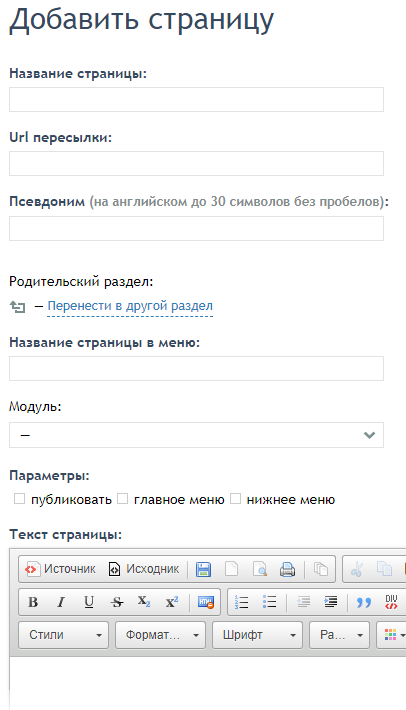 Добавить страницу
Название страницы:
Url пересылки:
Псевдоним (на английском до 30 символов без пробелов):
Родительский раздел:
— Перенести в другой раздел
Название страницы в меню:
Модуль:
—
Параметры:
публиковать главное меню нижнее меню
Текст страницы:
Источник Исходник
B I U S x₂ x²
Стили Формат... Шрифт Ра...